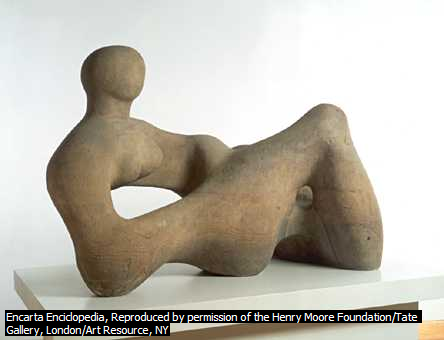 Encarta Enciclopedia, Reproduced by permission of the Henry Moore Foundation/Tate
Gallery, London/Art Resource, NY